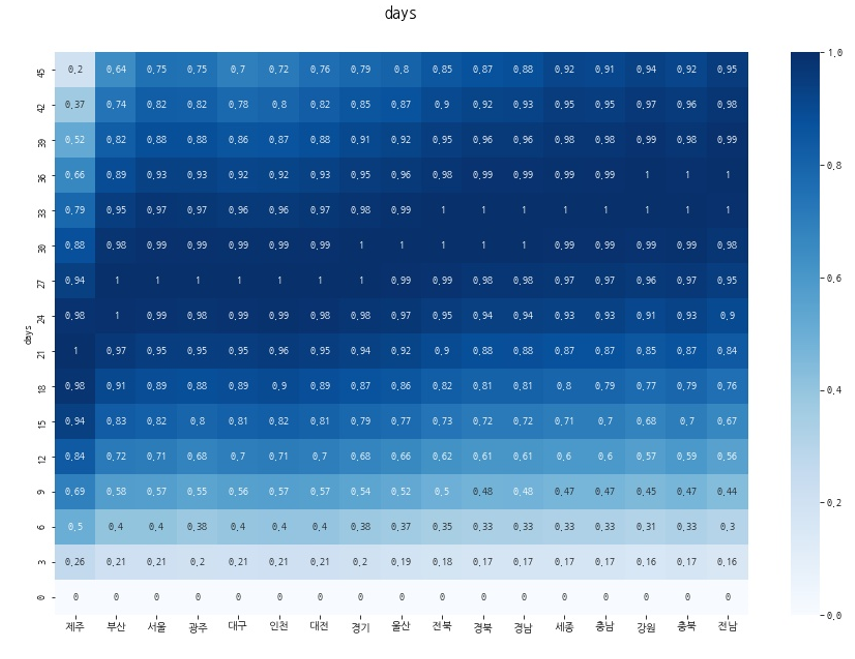 days
45 0.2 0.64 0.75 0.75 0.7 0.72 0.76 0.79 0.8 0.85 0.87 0.88 0.92 0.91 0.94 0.92 0.95
42 0.37 0.74 0.82 0.82 0.78 0.8 0.82 0.85 0.87 0.9 0.92 0.93 0.95 0.95 0.97 0.96 0.98
39 0.52 0.82 0.88 0.88 0.86 0.87 0.88 0.91 0.92 0.95 0.96 0.96 0.98 0.98 0.99 0.98 0.99
36 0.66 0.89 0.93 0.93 0.92 0.92 0.93 0.95 0.96 0.98 0.99 0.99 0.99 0.99 1 1 1
33 0.79 0.95 0.97 0.97 0.96 0.96 0.97 0.98 0.99 1 1 1 1 1 1 1 1
30 0.88 0.98 0.99 0.99 0.99 0.99 0.99 1 1 1 1 1 0.99 0.99 0.99 0.99 0.98
27 0.94 1 1 1 1 1 1 1 0.99 0.99 0.98 0.98 0.97 0.97 0.96 0.97 0.95
24 0.98 1 0.99 0.98 0.99 0.99 0.98 0.98 0.97 0.95 0.94 0.94 0.93 0.93 0.91 0.93 0.9
21 1 0.97 0.95 0.95 0.95 0.96 0.95 0.94 0.92 0.9 0.88 0.88 0.87 0.87 0.85 0.87 0.84
18 0.98 0.91 0.89 0.88 0.89 0.9 0.89 0.87 0.86 0.82 0.81 0.81 0.8 0.79 0.77 0.79 0.76
15 0.94 0.83 0.82 0.8 0.81 0.82 0.81 0.79 0.77 0.73 0.72 0.72 0.71 0.7 0.68 0.7 0.67
12 0.84 0.72 0.71 0.68 0.7 0.71 0.7 0.68 0.66 0.62 0.61 0.61 0.6 0.6 0.57 0.59 0.56
9 0.69 0.58 0.57 0.55 0.56 0.57 0.57 0.54 0.52 0.5 0.48 0.48 0.47 0.47 0.45 0.47 0.44
6 0.5 0.4 0.4 0.38 0.4 0.4 0.4 0.38 0.37 0.35 0.33 0.33 0.33 0.33 0.31 0.33 0.3
3 0.26 0.21 0.21 0.2 0.21 0.21 0.21 0.2 0.19 0.18 0.17 0.17 0.17 0.17 0.16 0.17 0.16
0 0 0 0 0 0 0 0 0 0 0 0 0 0 0 0 0 0
제주 부산 서울 광주 대구 인천 대전 경기 울산 전북 경북 경남 세종 충남 강원 충북 전남
days
1.0
0.8
0.6
0.4
0.2
0.0